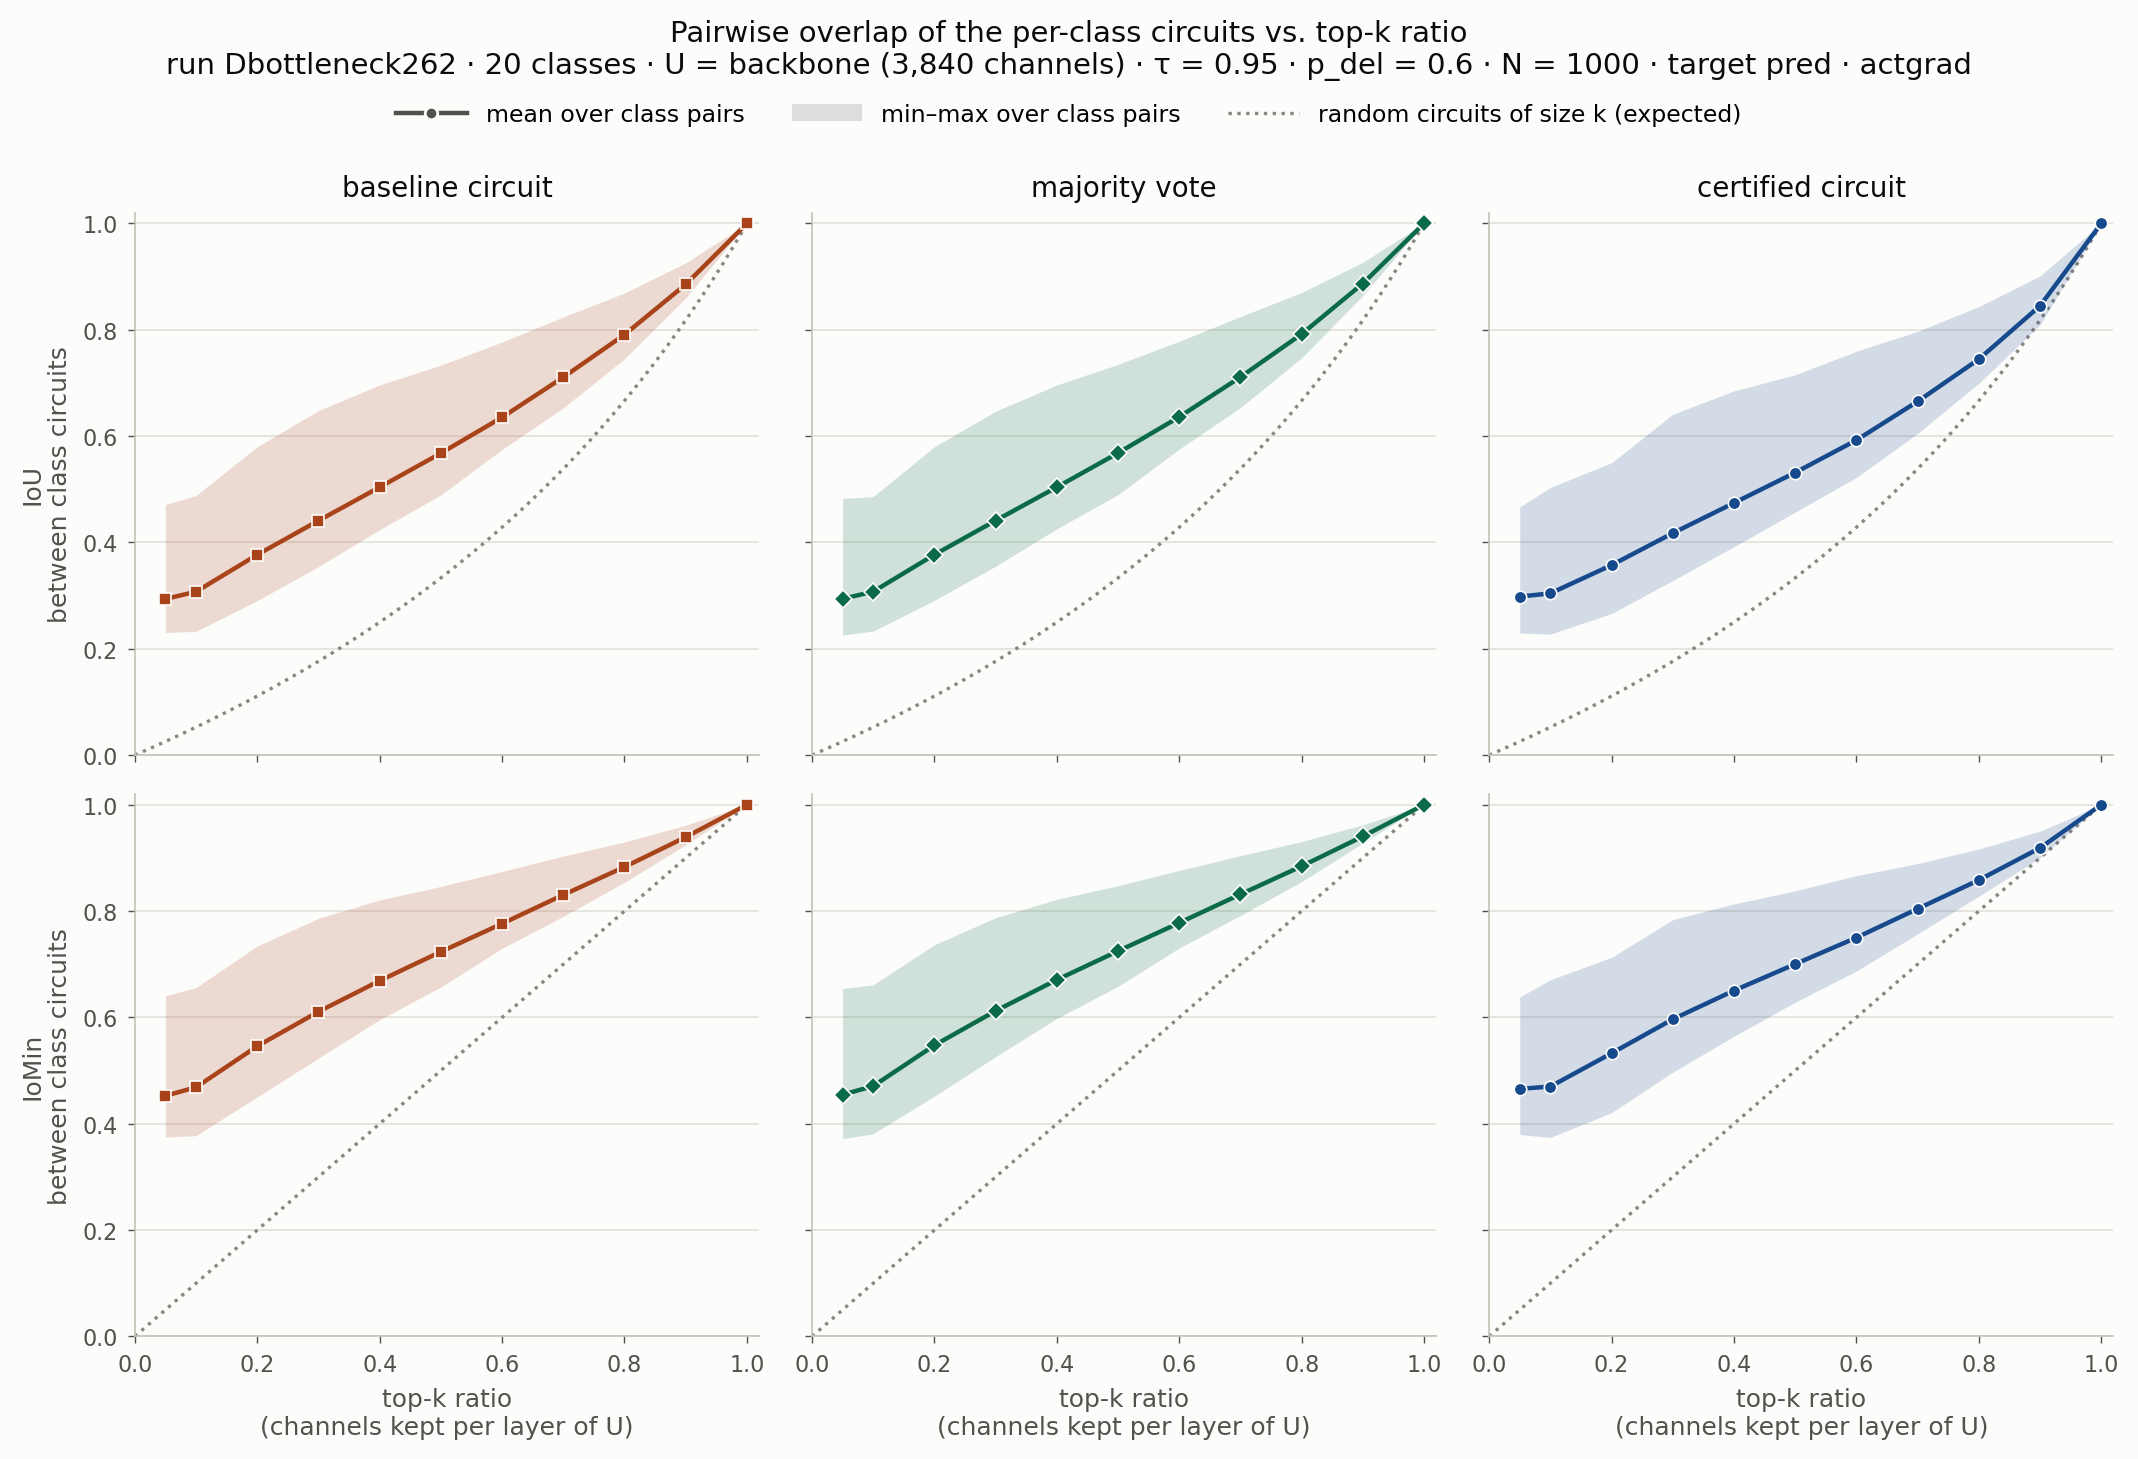 Pairwise overlap of the per-class circuits vs. top-k ratio
run Dbottleneck262 · 20 classes · U = backbone (3,840 channels) · τ = 0.95 · p_del = 0.6 · N = 1000 · target pred · actgrad
mean over class pairs
min–max over class pairs
random circuits of size k (expected)
baseline circuit
majority vote
certified circuit
IoU
between class circuits
1.0
0.8
0.6
0.4
0.2
0.0
IoMin
between class circuits
1.0
0.8
0.6
0.4
0.2
0.0
0.0 0.2 0.4 0.6 0.8 1.0
0.0 0.2 0.4 0.6 0.8 1.0
0.0 0.2 0.4 0.6 0.8 1.0
top-k ratio
(channels kept per layer of U)
top-k ratio
(channels kept per layer of U)
top-k ratio
(channels kept per layer of U)